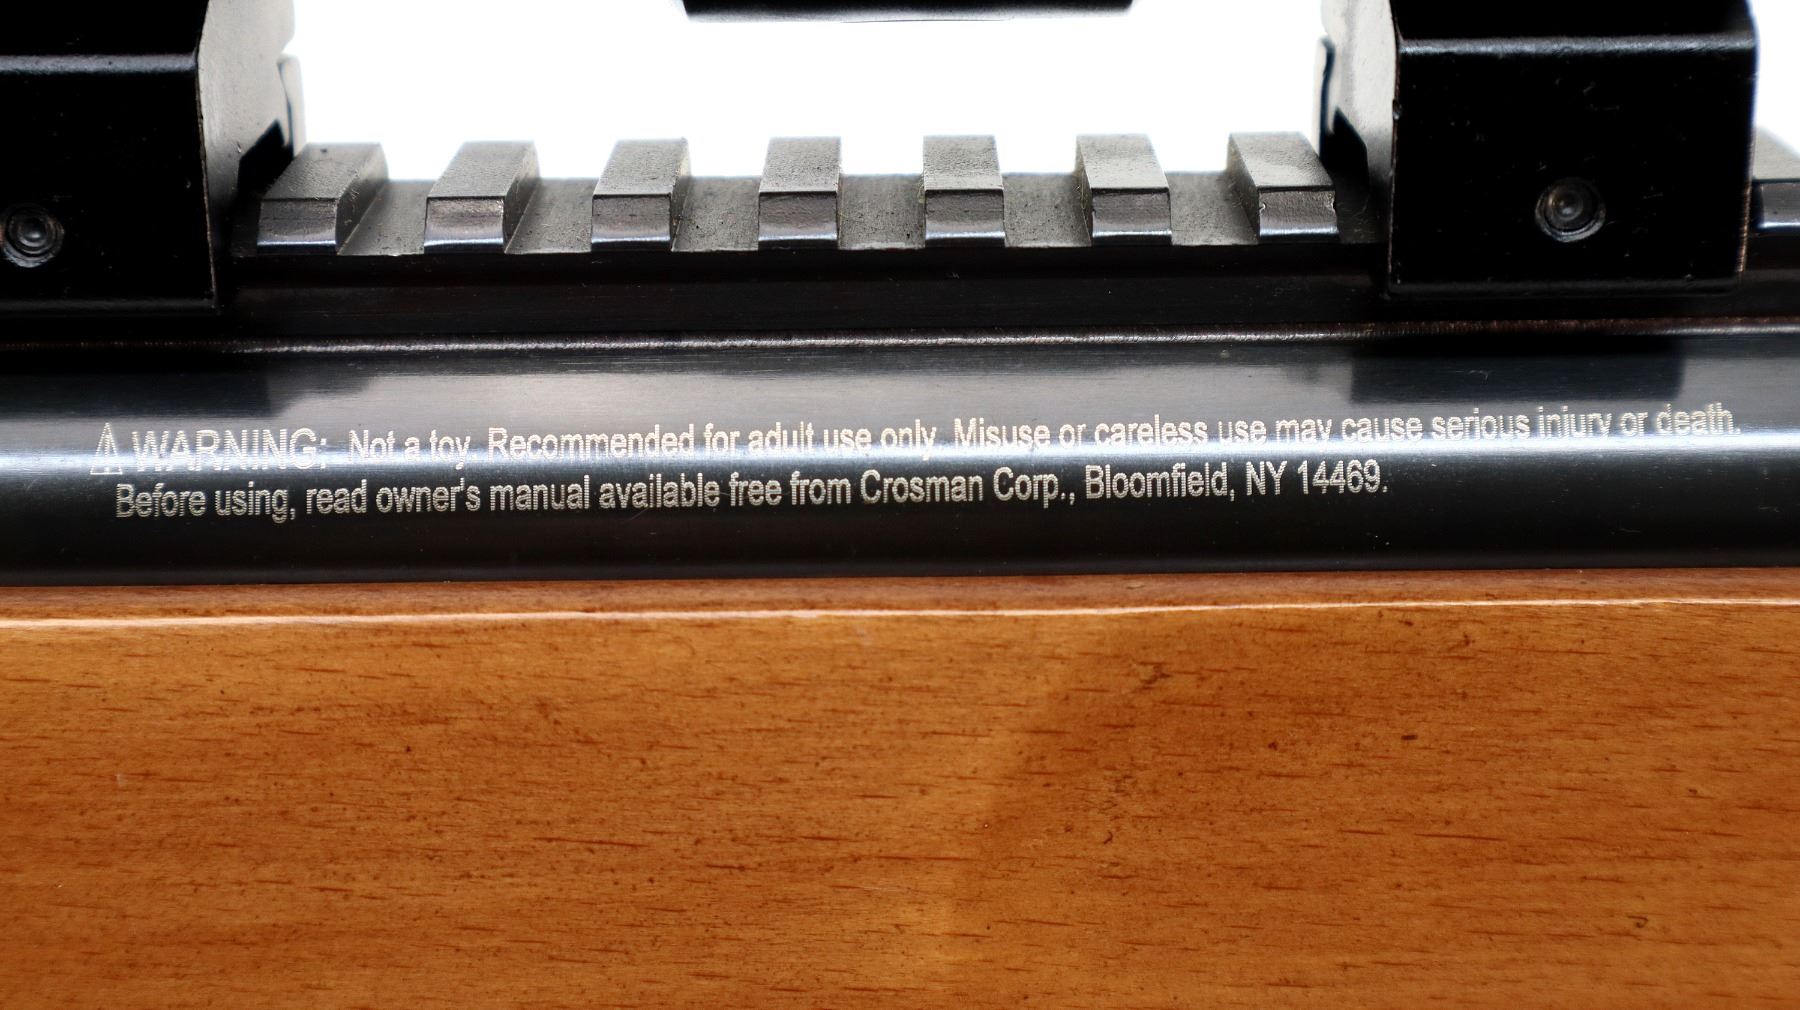 ⚠ WARNING: Not a toy. Recommended for adult use only. Misuse or careless use may cause serious injury or death.
Before using, read owner's manual available free from Crosman Corp., Bloomfield, NY 14469.